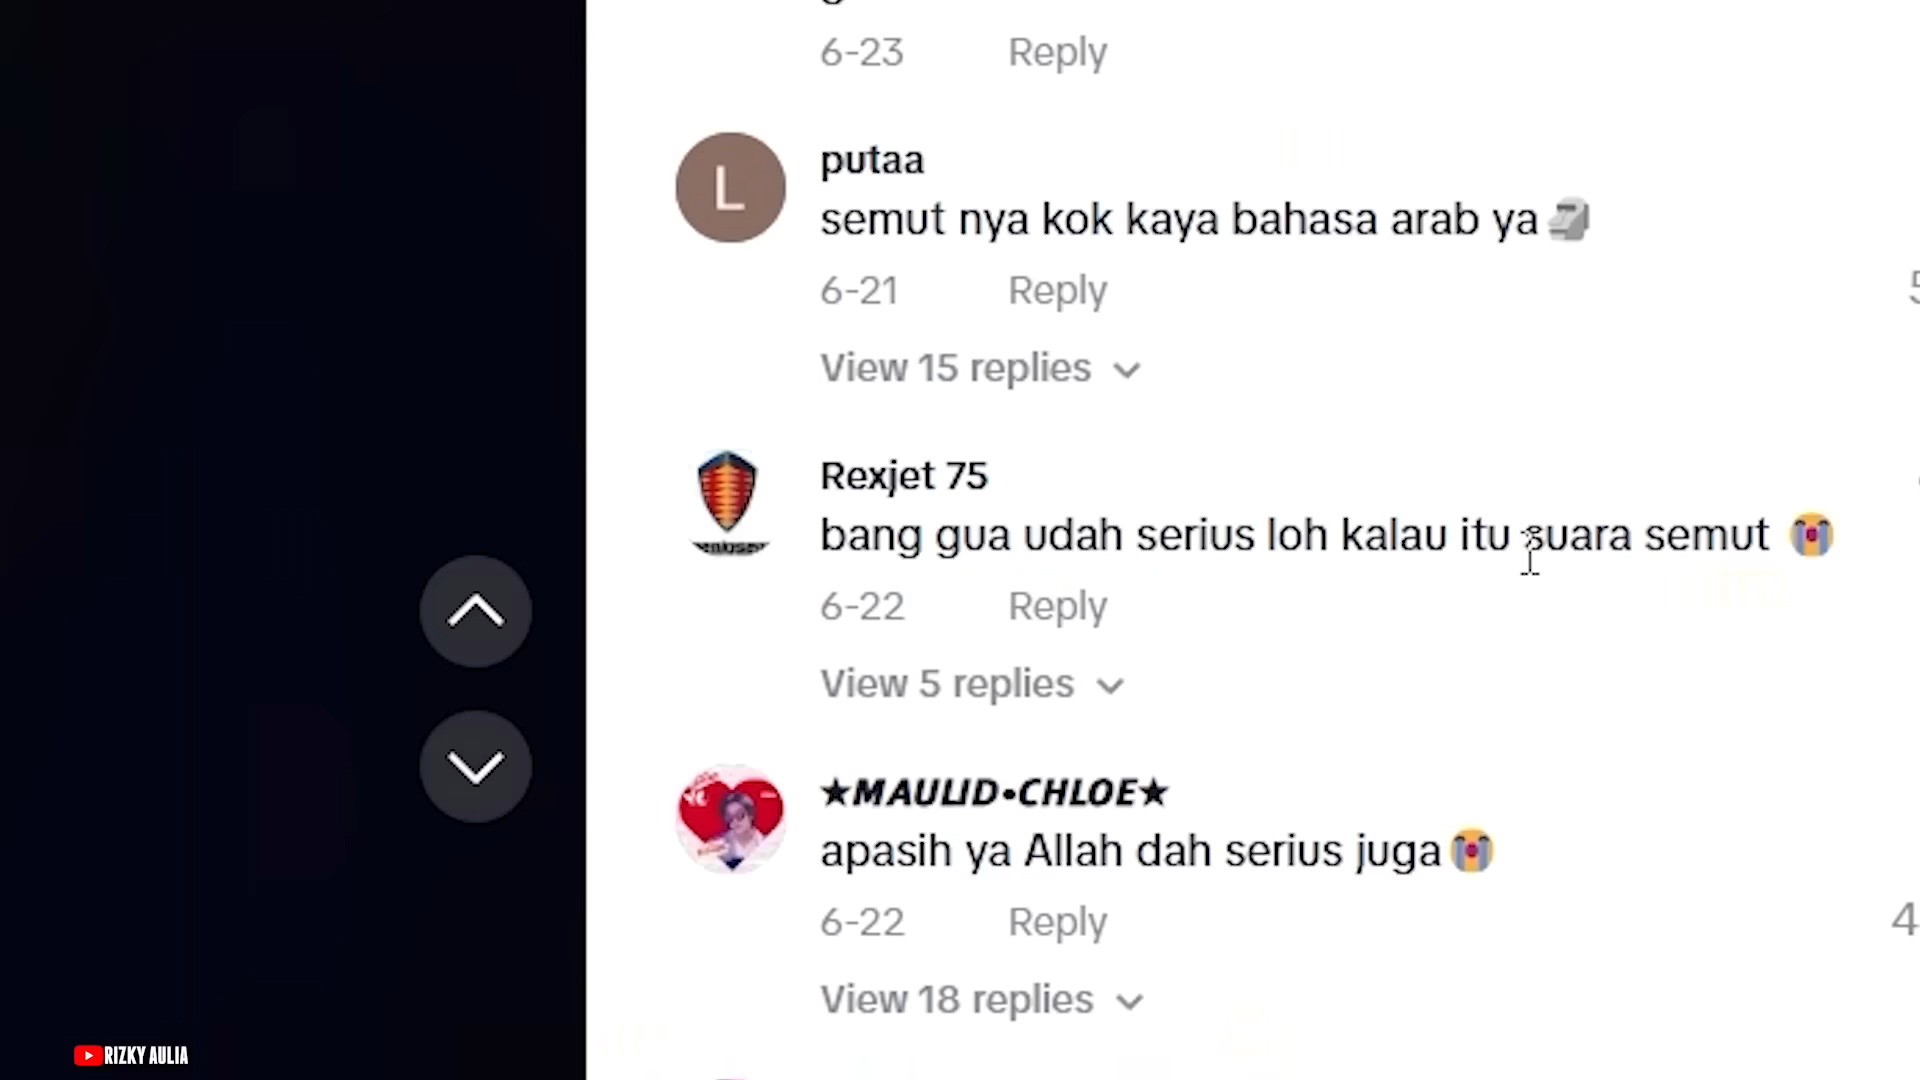 6-23 Reply
L
putaa
semut nya kok kaya bahasa arab ya🗿
6-21 Reply
View 15 replies
Rexjet 75
bang gua udah serius loh kalau itu suara semut 😭
6-22 Reply
View 5 replies
★MAULID•CHLOE★
apasih ya Allah dah serius juga😭
6-22 Reply
4
View 18 replies
RIZKY AULIA